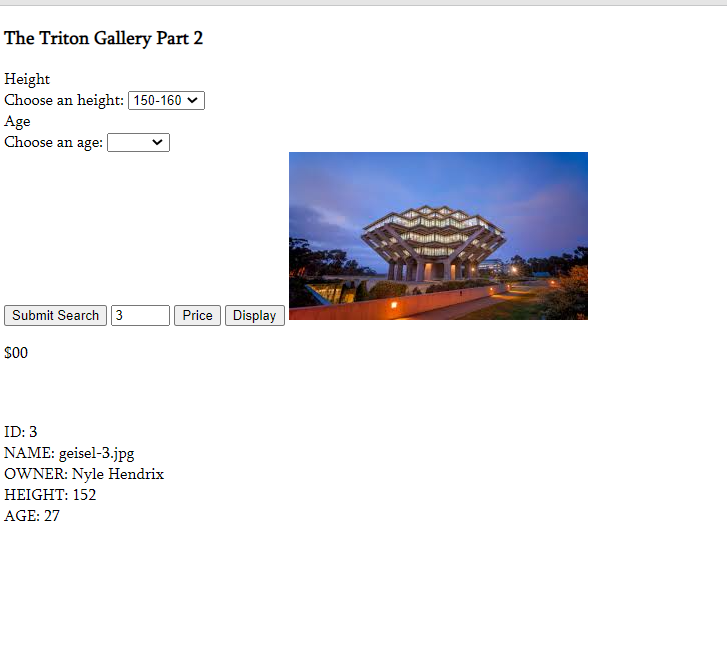 The Triton Gallery Part 2
Height
Choose an height: 150-160
Age
Choose an age:
Submit Search 3 Price Display
$00
ID: 3
NAME: geisel-3.jpg
OWNER: Nyle Hendrix
HEIGHT: 152
AGE: 27